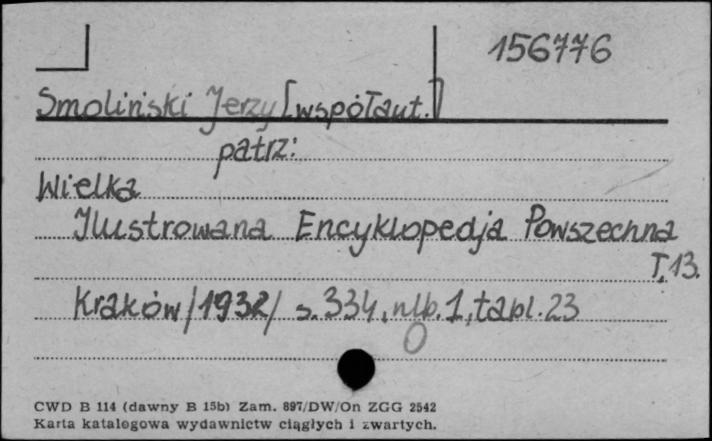 156776
Smoliński Jerzy [współaut.]
patrz:
Wielka
Ilustrowana Encyklopedja Powszechna
T. 13.
Kraków /1932/ s. 334, nlb. 1, tabl. 23
CWD B 114 (dawny B 15b) Zam. 897/DW/On ZGG 2542
Karta katalogowa wydawnictw ciągłych i zwartych.